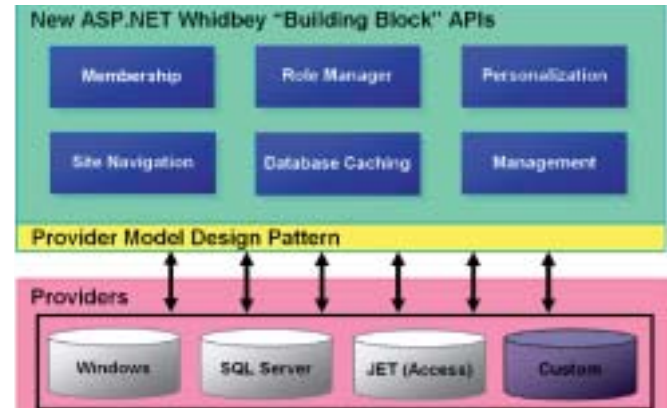 New ASP.NET Whidbey “Building Block” APIs
Membership
Role Manager
Personalization
Site Navigation
Database Caching
Management
Provider Model Design Pattern
Providers
Windows
SQL Server
JET (Access)
Custom